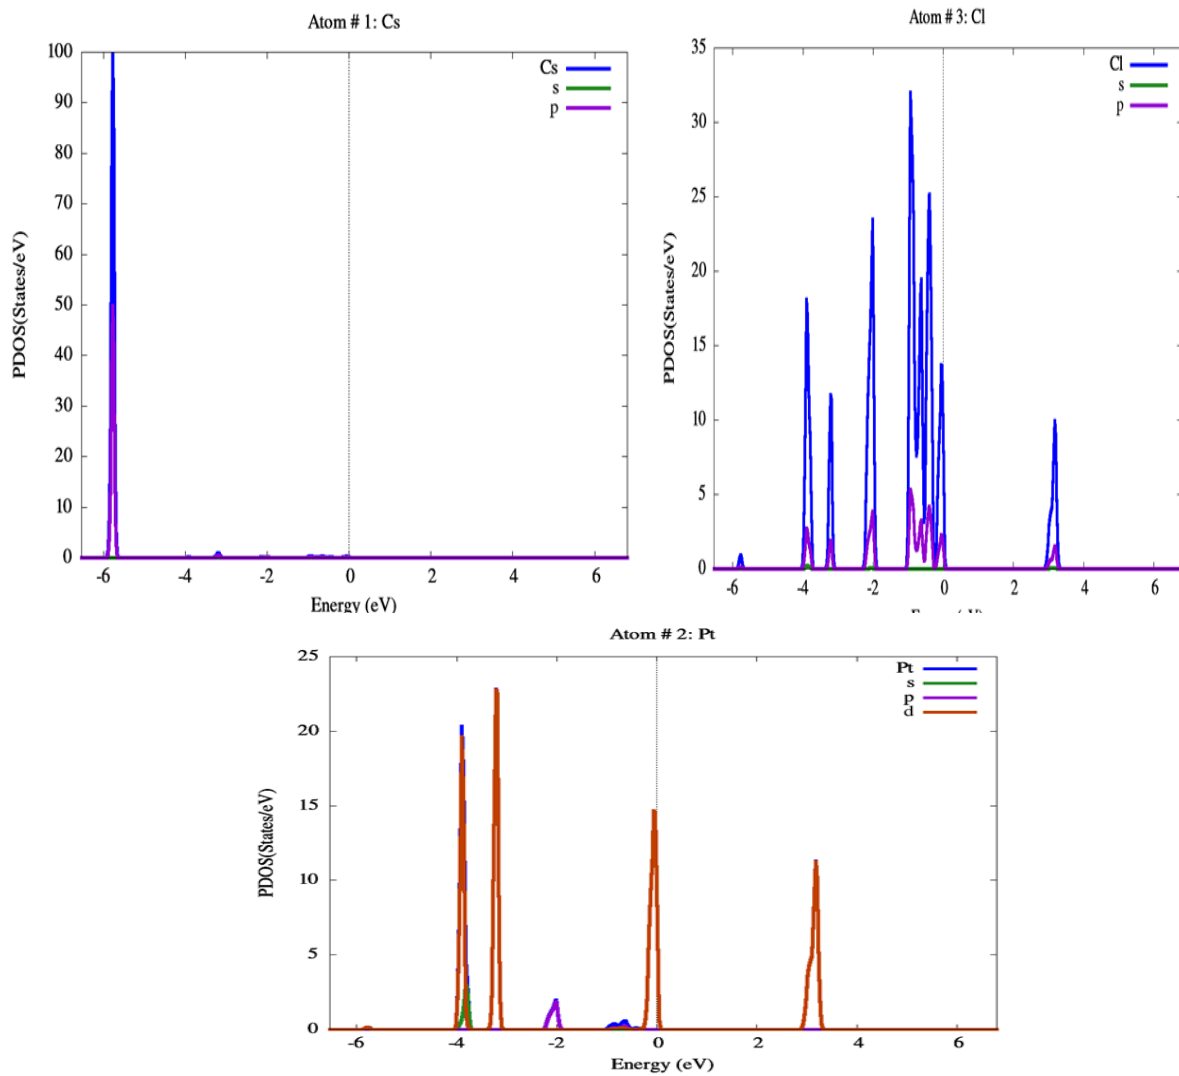 Atom # 1: Cs
100
90
80
70
60
50
40
30
20
10
0
PDOS(States/eV)
Cs
s
p
-6 -4 -2 0 2 4 6
Energy (eV)
Atom # 3: Cl
35
30
25
20
15
10
5
0
PDOS(States/eV)
Cl
s
p
-6 -4 -2 0 2 4 6
Atom # 2: Pt
25
20
15
10
5
0
PDOS(States/eV)
Pt
s
p
d
-6 -4 -2 0 2 4 6
Energy (eV)